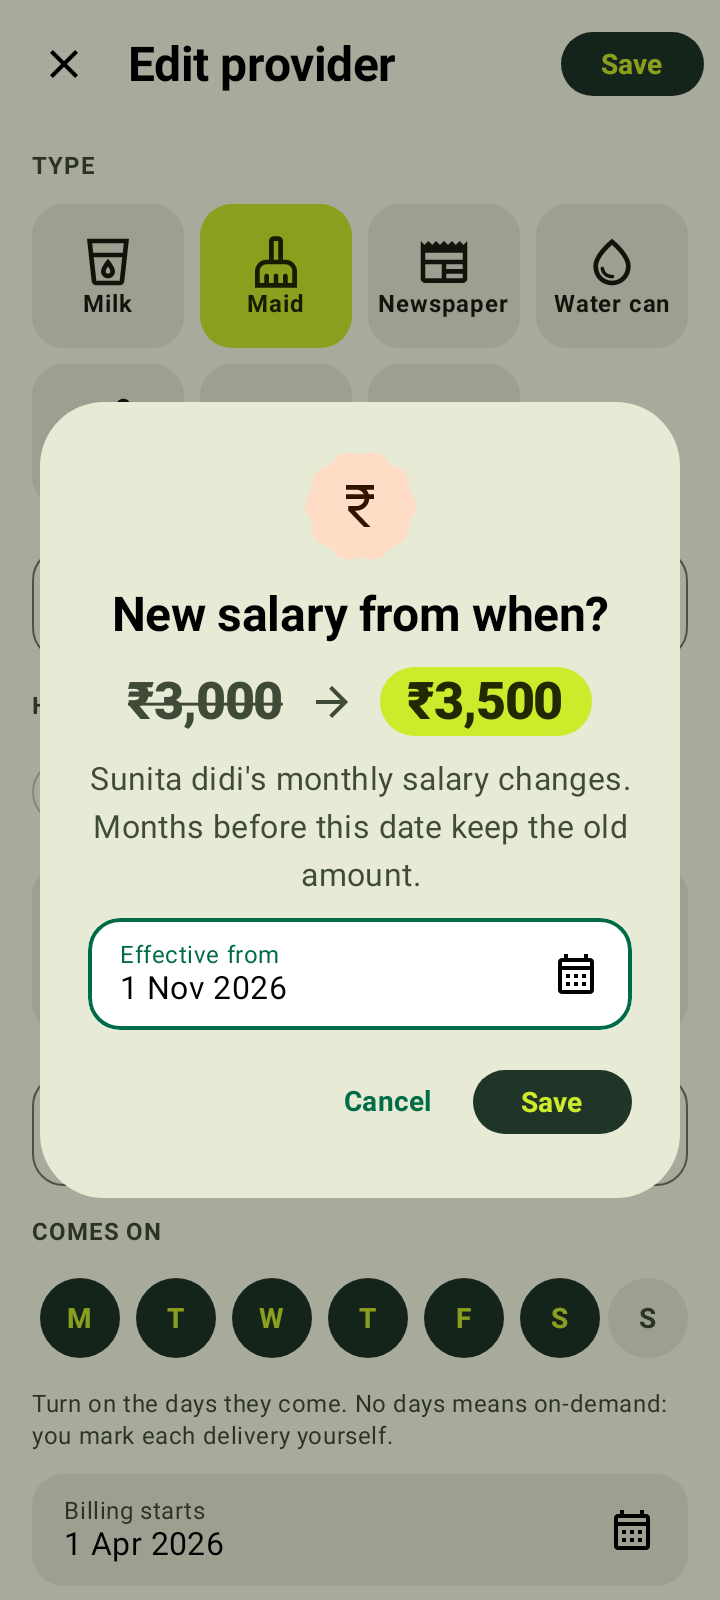 Edit provider
Save
TYPE
Milk
Maid
Newspaper
Water can
New salary from when?
₹3,000 → ₹3,500
Sunita didi's monthly salary changes.
Months before this date keep the old
amount.
Effective from
1 Nov 2026
Cancel
Save
COMES ON
M T W T F S S
Turn on the days they come. No days means on-demand:
you mark each delivery yourself.
Billing starts
1 Apr 2026